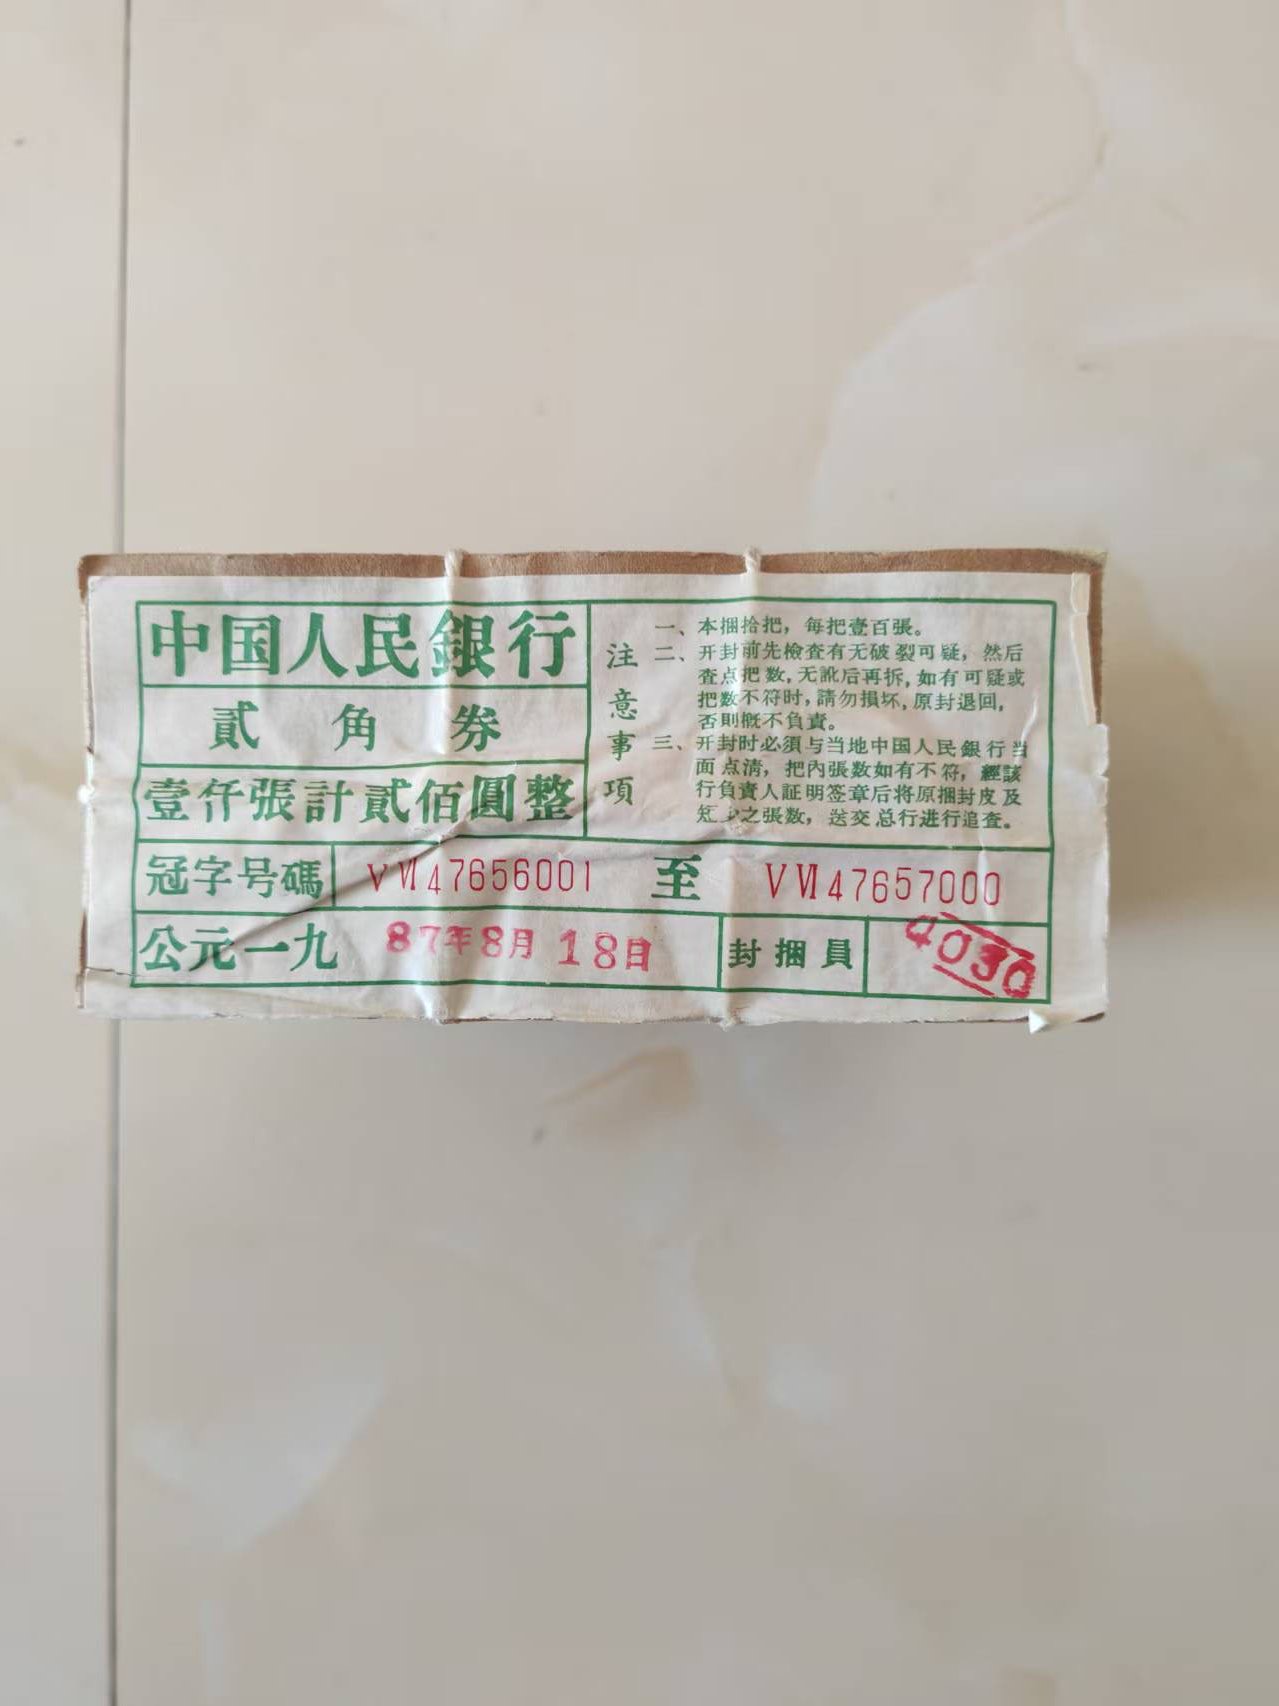 中国人民銀行
貳角券
壹仟張計貳佰圓整
注意事項
一、本捆拾把，每把壹百張。
二、开封前先檢查有无破裂可疑，然后
查点把数，无訛后再拆，如有可疑或
把数不符时，請勿損坏，原封退回，
否則概不負責。
三、开封时必須与当地中国人民銀行当
面点清，把內張数如有不符，經該
行負責人証明签章后将原捆封皮及
短少之張数，送交总行进行追查。
冠字号碼 VⅥ47656001 至 VⅥ47657000
公元一九87年8月18日 封捆員 4030